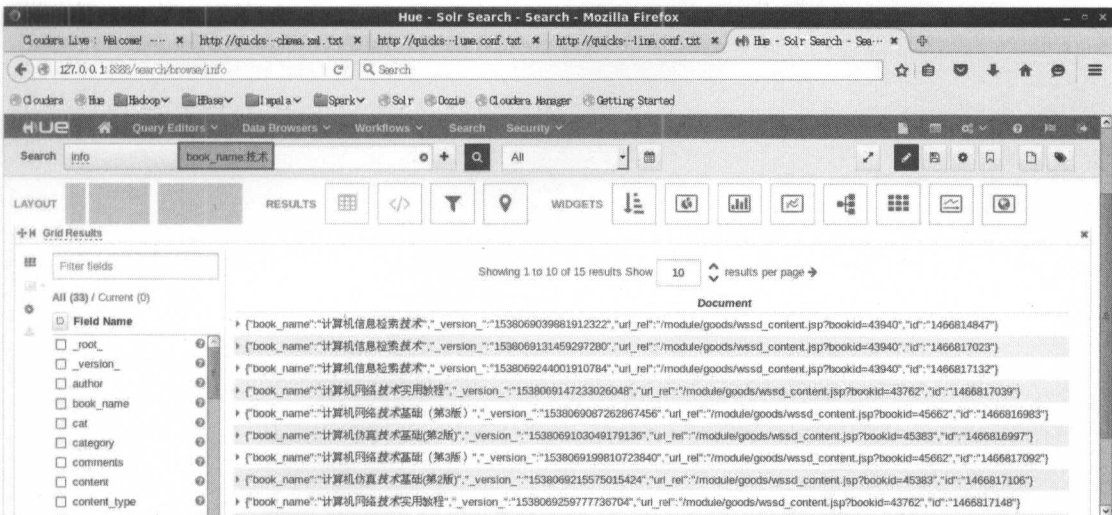 Hue - Solr Search - Search - Mozilla Firefox
Cloudera Live : Welcome! ··· × http://quicks···chema.xml.txt × http://quicks···lume.conf.txt × http://quicks···line.conf.txt × Hue - Solr Search - Sea··· ×
127.0.0.1:8888/search/browse/info Search
Cloudera Hue Hadoop HBase Impala Spark Solr Oozie Cloudera Manager Getting Started
HUE Query Editors Data Browsers Workflows Search Security
Search info book_name:技术 All
LAYOUT RESULTS WIDGETS
Grid Results
Filter fields
Showing 1 to 10 of 15 results Show 10 results per page
All (33) / Current (0)
Document
Field Name
{"book_name":"计算机信息检索技术","_version_":"1538069039881912322","url_rel":"/module/goods/wssd_content.jsp?bookid=43940","id":"1466814847"}
_root_
{"book_name":"计算机信息检索技术","_version_":"1538069131459297280","url_rel":"/module/goods/wssd_content.jsp?bookid=43940","id":"1466817023"}
_version_
{"book_name":"计算机信息检索技术","_version_":"1538069244001910784","url_rel":"/module/goods/wssd_content.jsp?bookid=43940","id":"1466817132"}
author
{"book_name":"计算机网络技术实用教程","_version_":"1538069147233026048","url_rel":"/module/goods/wssd_content.jsp?bookid=43762","id":"1466817039"}
book_name
{"book_name":"计算机网络技术基础（第3版）","_version_":"1538069087262867456","url_rel":"/module/goods/wssd_content.jsp?bookid=45662","id":"1466816983"}
cat
{"book_name":"计算机仿真技术基础(第2版)","_version_":"1538069103049179136","url_rel":"/module/goods/wssd_content.jsp?bookid=45383","id":"1466816997"}
category
{"book_name":"计算机网络技术基础（第3版）","_version_":"1538069199810723840","url_rel":"/module/goods/wssd_content.jsp?bookid=45662","id":"1466817092"}
comments
{"book_name":"计算机仿真技术基础(第2版)","_version_":"1538069215575015424","url_rel":"/module/goods/wssd_content.jsp?bookid=45383","id":"1466817106"}
content
{"book_name":"计算机网络技术实用教程","_version_":"1538069259777736704","url_rel":"/module/goods/wssd_content.jsp?bookid=43762","id":"1466817148"}
content_type